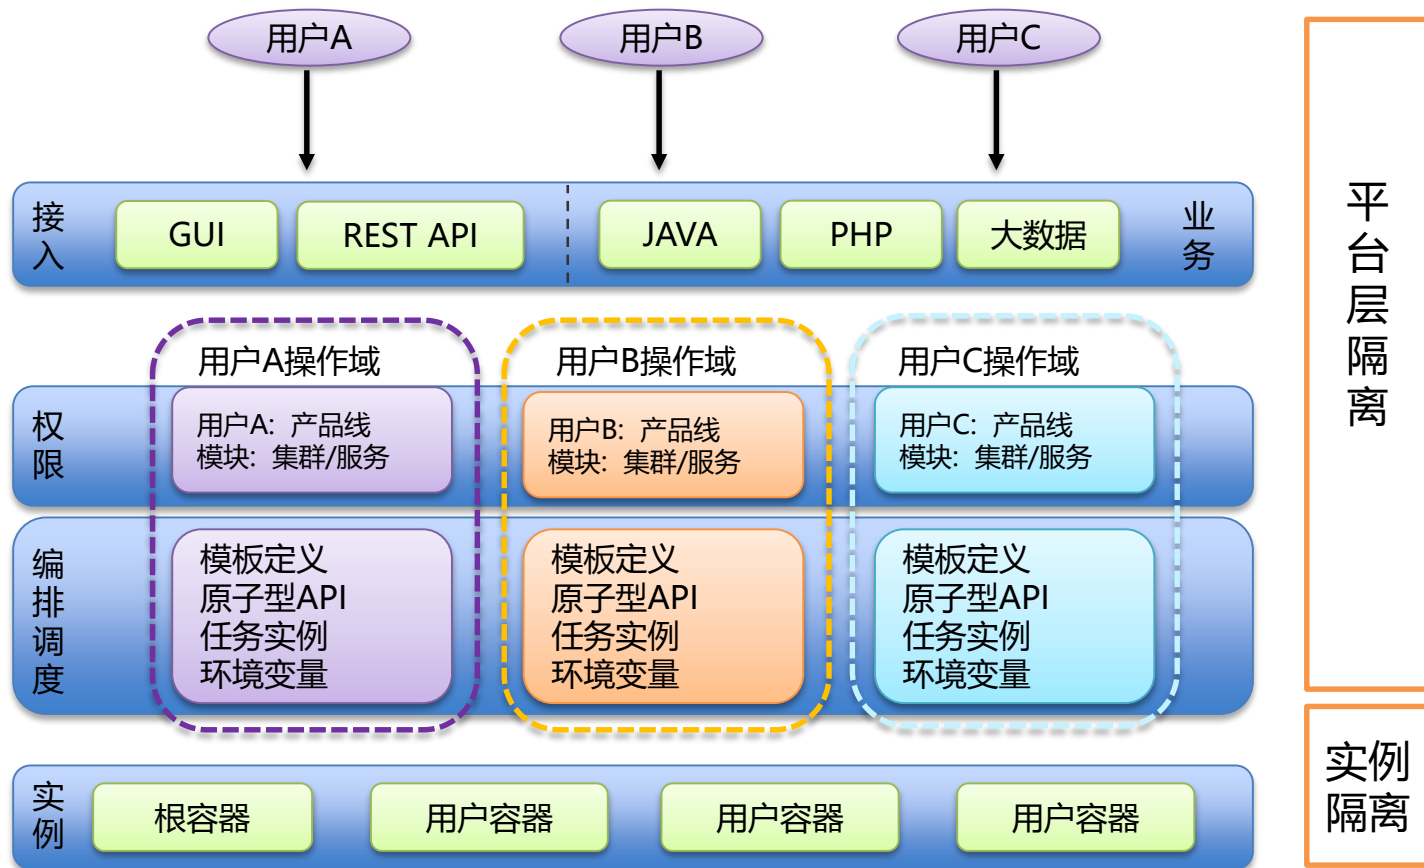 用户A
用户B
用户C
接入
GUI
REST API
JAVA
PHP
大数据
业务
用户A操作域
用户B操作域
用户C操作域
权限
用户A: 产品线
模块: 集群/服务
用户B: 产品线
模块: 集群/服务
用户C: 产品线
模块: 集群/服务
编排调度
模板定义
原子型API
任务实例
环境变量
模板定义
原子型API
任务实例
环境变量
模板定义
原子型API
任务实例
环境变量
实例
根容器
用户容器
用户容器
用户容器
平台层隔离
实例
隔离